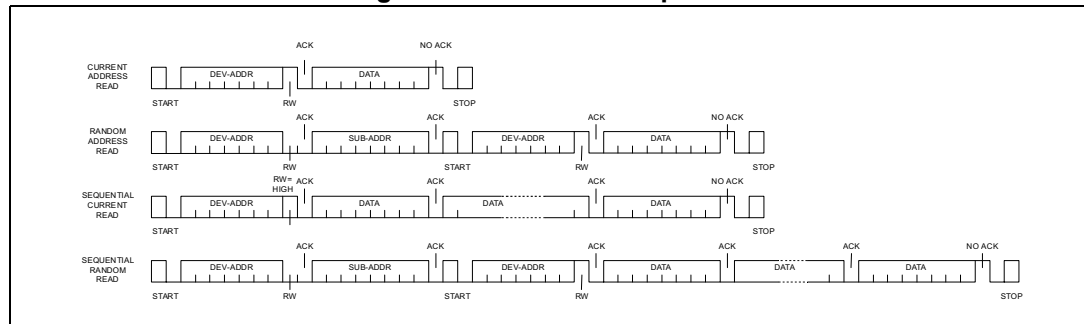 ACK NO ACK
CURRENT
ADDRESS
READ
DEV-ADDR DATA
START RW STOP
ACK ACK ACK NO ACK
RANDOM
ADDRESS
READ
DEV-ADDR SUB-ADDR DEV-ADDR DATA
START RW START RW STOP
RW=
HIGH
ACK ACK ACK NO ACK
SEQUENTIAL
CURRENT
READ
DEV-ADDR DATA DATA DATA
START STOP
ACK ACK ACK ACK ACK NO ACK
SEQUENTIAL
RANDOM
READ
DEV-ADDR SUB-ADDR DEV-ADDR DATA DATA DATA
START RW START RW STOP